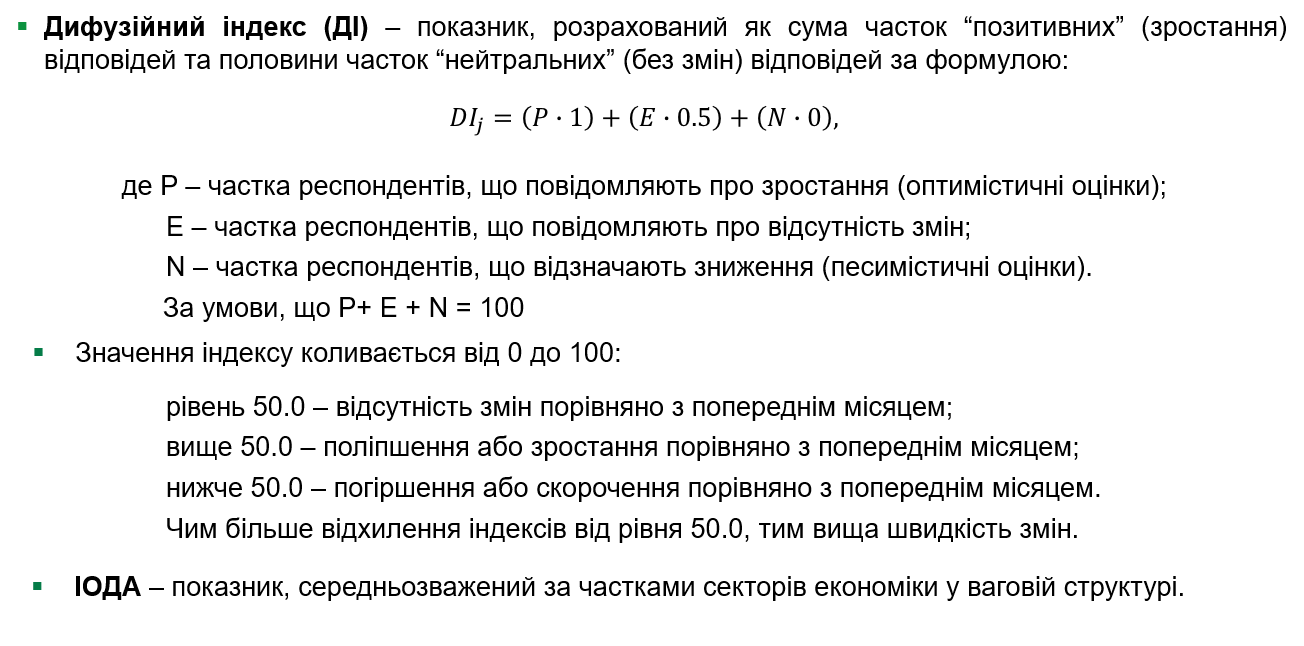 ▪ Дифузійний індекс (ДІ) – показник, розрахований як сума часток “позитивних” (зростання)
відповідей та половини часток “нейтральних” (без змін) відповідей за формулою:
DIj = (P · 1) + (E · 0.5) + (N · 0),
де P – частка респондентів, що повідомляють про зростання (оптимістичні оцінки);
E – частка респондентів, що повідомляють про відсутність змін;
N – частка респондентів, що відзначають зниження (песимістичні оцінки).
За умови, що P+ E + N = 100
▪ Значення індексу коливається від 0 до 100:
рівень 50.0 – відсутність змін порівняно з попереднім місяцем;
вище 50.0 – поліпшення або зростання порівняно з попереднім місяцем;
нижче 50.0 – погіршення або скорочення порівняно з попереднім місяцем.
Чим більше відхилення індексів від рівня 50.0, тим вища швидкість змін.
▪ ІОДА – показник, середньозважений за частками секторів економіки у ваговій структурі.